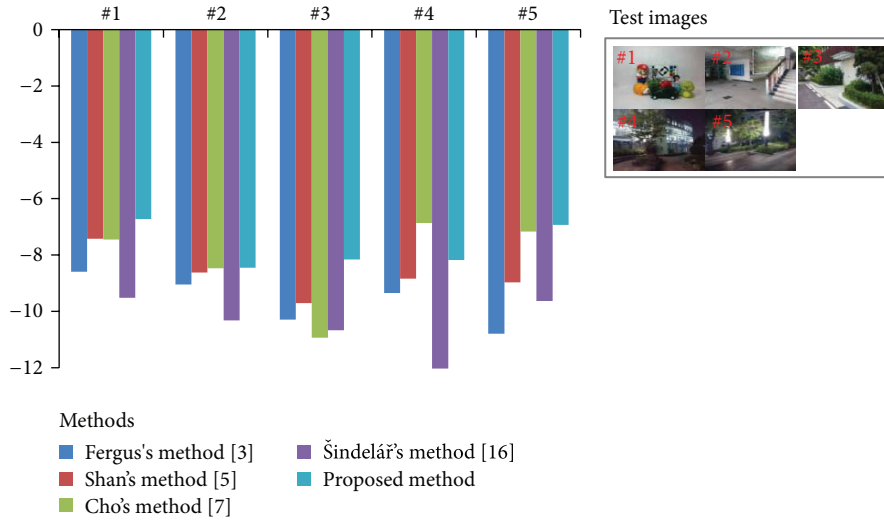 #1 #2 #3 #4 #5
0
−2
−4
−6
−8
−10
−12
Test images
#1 #2 #3
#4 #5
Methods
Fergus's method [3]
Shan's method [5]
Cho's method [7]
Šindelář's method [16]
Proposed method